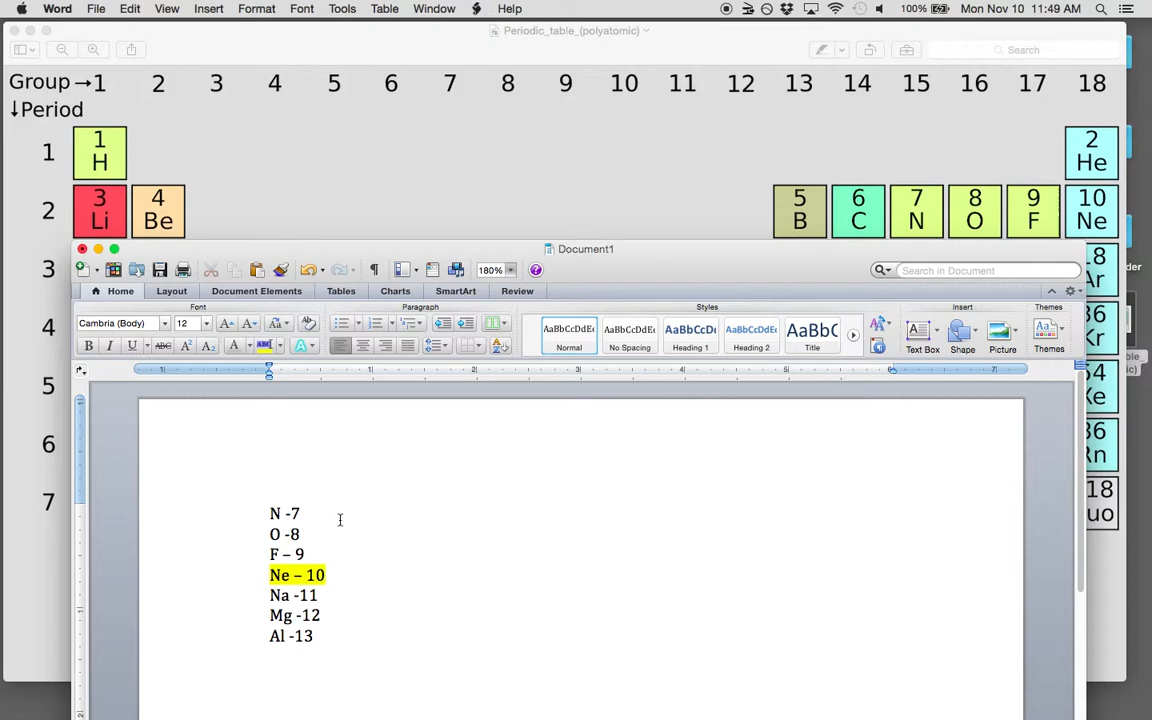 Word File Edit View Insert Format Font Tools Table Window Help 100% Mon Nov 10 11:49 AM
Periodic_table_(polyatomic)
Search
Group →1 2 3 4 5 6 7 8 9 10 11 12 13 14 15 16 17 18
↓Period
1 1 2
H He
2 3 4 5 6 7 8 9 10
Li Be B C N O F Ne
Document1
3
180%
Search in Document
Home Layout Document Elements Tables Charts SmartArt Review
Font Paragraph Styles Insert Themes
Cambria (Body) 12
Normal No Spacing Heading 1 Heading 2 Title Text Box Shape Picture Themes
4
5
6
7
N -7
O -8
F – 9
Ne – 10
Na -11
Mg -12
Al -13